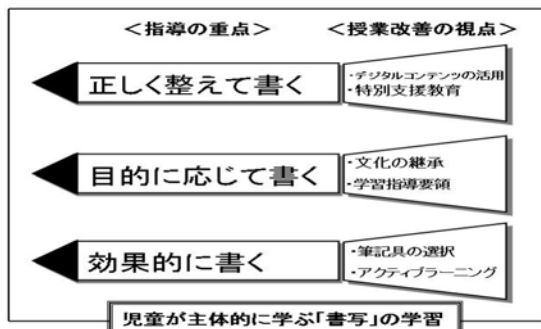 ＜指導の重点＞ ＜授業改善の視点＞
正しく整えて書く
・デジタルコンテンツの活用
・特別支援教育
目的に応じて書く
・文化の継承
・学習指導要領
効果的に書く
・筆記具の選択
・アクティブラーニング
児童が主体的に学ぶ「書写」の学習